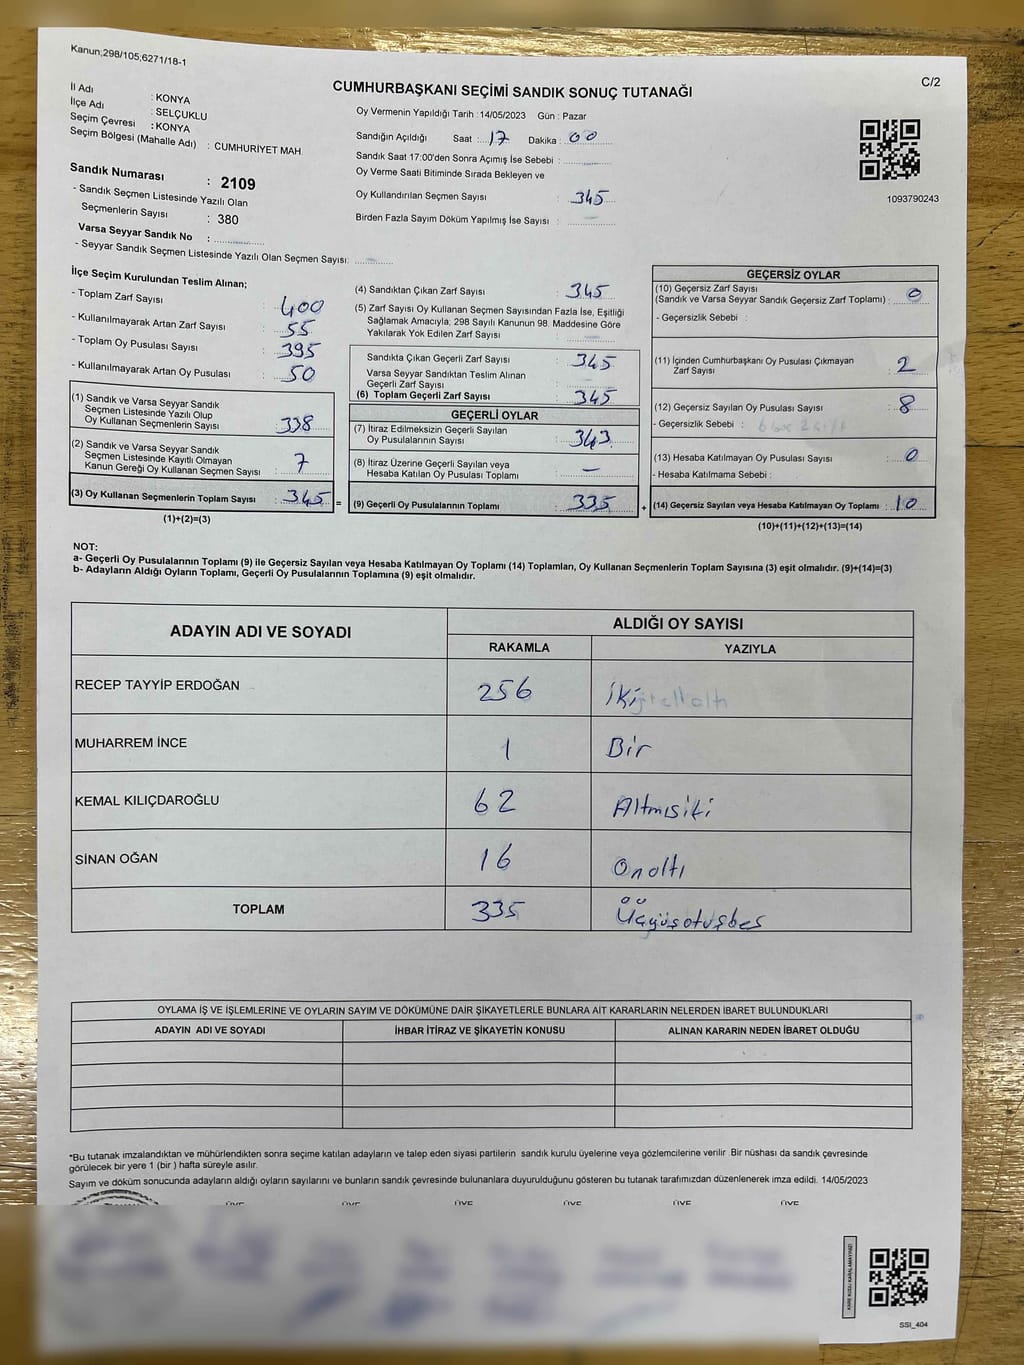 Kanun;298/105;6271/18-1
C/2
CUMHURBAŞKANI SEÇİMİ SANDIK SONUÇ TUTANAĞI
İl Adı : KONYA
İlçe Adı : SELÇUKLU
Seçim Çevresi : KONYA
Seçim Bölgesi (Mahalle Adı) : CUMHURİYET MAH.
Sandık Numarası : 2109
- Sandık Seçmen Listesinde Yazılı Olan
Seçmenlerin Sayısı : 380
Varsa Seyyar Sandık No :
- Seyyar Sandık Seçmen Listesinde Yazılı Olan Seçmen Sayısı:
Oy Vermenin Yapıldığı Tarih :14/05/2023 Gün : Pazar
Sandığın Açıldığı Saat : 17 Dakika : 00
Sandık Saat 17:00'den Sonra Açımış İse Sebebi :
Oy Verme Saati Bitiminde Sırada Bekleyen ve
Oy Kullandırılan Seçmen Sayısı : 345
Birden Fazla Sayım Döküm Yapılmış İse Sayısı : —
1093790243
İlçe Seçim Kurulundan Teslim Alınan;
- Toplam Zarf Sayısı : 400
- Kullanılmayarak Artan Zarf Sayısı : 55
- Toplam Oy Pusulası Sayısı : 395
- Kullanılmayarak Artan Oy Pusulası : 50
(1) Sandık ve Varsa Seyyar Sandık
Seçmen Listesinde Yazılı Olup
Oy Kullanan Seçmenlerin Sayısı : 338
(2) Sandık ve Varsa Seyyar Sandık
Seçmen Listesinde Kayıtlı Olmayan
Kanun Gereği Oy Kullanan Seçmen Sayısı : 7
(3) Oy Kullanan Seçmenlerin Toplam Sayısı : 345 =
(1)+(2)=(3)
(4) Sandıktan Çıkan Zarf Sayısı : 345
(5) Zarf Sayısı Oy Kullanan Seçmen Sayısından Fazla İse, Eşitliği
Sağlamak Amacıyla, 298 Sayılı Kanunun 98. Maddesine Göre
Yakılarak Yok Edilen Zarf Sayısı :
Sandıkta Çıkan Geçerli Zarf Sayısı : 345
Varsa Seyyar Sandıktan Teslim Alınan
Geçerli Zarf Sayısı :
(6) Toplam Geçerli Zarf Sayısı : 345
GEÇERLİ OYLAR
(7) İtiraz Edilmeksizin Geçerli Sayılan
Oy Pusulalarının Sayısı : 343
(8) İtiraz Üzerine Geçerli Sayılan veya
Hesaba Katılan Oy Pusulası Toplamı : —
(9) Geçerli Oy Pusulalarının Toplamı : 335 +
GEÇERSİZ OYLAR
(10) Geçersiz Zarf Sayısı
(Sandık ve Varsa Seyyar Sandık Geçersiz Zarf Toplamı) : 0
- Geçersizlik Sebebi :
(11) İçinden Cumhurbaşkanı Oy Pusulası Çıkmayan
Zarf Sayısı : 2
(12) Geçersiz Sayılan Oy Pusulası Sayısı : 8
- Geçersizlik Sebebi :
(13) Hesaba Katılmayan Oy Pusulası Sayısı : 0
- Hesaba Katılmama Sebebi :
(14) Geçersiz Sayılan veya Hesaba Katılmayan Oy Toplamı : 10
(10)+(11)+(12)+(13)=(14)
NOT:
a- Geçerli Oy Pusulalarının Toplamı (9) ile Geçersiz Sayılan veya Hesaba Katılmayan Oy Toplamı (14) Toplamları, Oy Kullanan Seçmenlerin Toplam Sayısına (3) eşit olmalıdır. (9)+(14)=(3)
b- Adayların Aldığı Oyların Toplamı, Geçerli Oy Pusulalarının Toplamına (9) eşit olmalıdır.
ADAYIN ADI VE SOYADI
ALDIĞI OY SAYISI
RAKAMLA YAZIYLA
RECEP TAYYİP ERDOĞAN 256
MUHARREM İNCE 1 Bir
KEMAL KILIÇDAROĞLU 62 Altmışiki
SİNAN OĞAN 16 Onaltı
TOPLAM 335 Üçyüsotuşbeş
OYLAMA İŞ VE İŞLEMLERİNE VE OYLARIN SAYIM VE DÖKÜMÜNE DAİR ŞİKAYETLERLE BUNLARA AİT KARARLARIN NELERDEN İBARET BULUNDUKLARI
ADAYIN ADI VE SOYADI İHBAR İTİRAZ VE ŞİKAYETİN KONUSU ALINAN KARARIN NEDEN İBARET OLDUĞU
*Bu tutanak imzalandıktan ve mühürlendikten sonra seçime katılan adayların ve talep eden siyasi partilerin sandık kurulu üyelerine veya gözlemcilerine verilir .Bir nüshası da sandık çevresinde
görülecek bir yere 1 (bir ) hafta süreyle asılır.
Sayım ve döküm sonucunda adayların aldığı oyların sayılarını ve bunların sandık çevresinde bulunanlara duyurulduğunu gösteren bu tutanak tarafımızdan düzenlenerek imza edildi. 14/05/2023
ÜYE ÜYE ÜYE ÜYE ÜYE ÜYE
KARE KODU KARALAMAYINIZ!
SSI_404